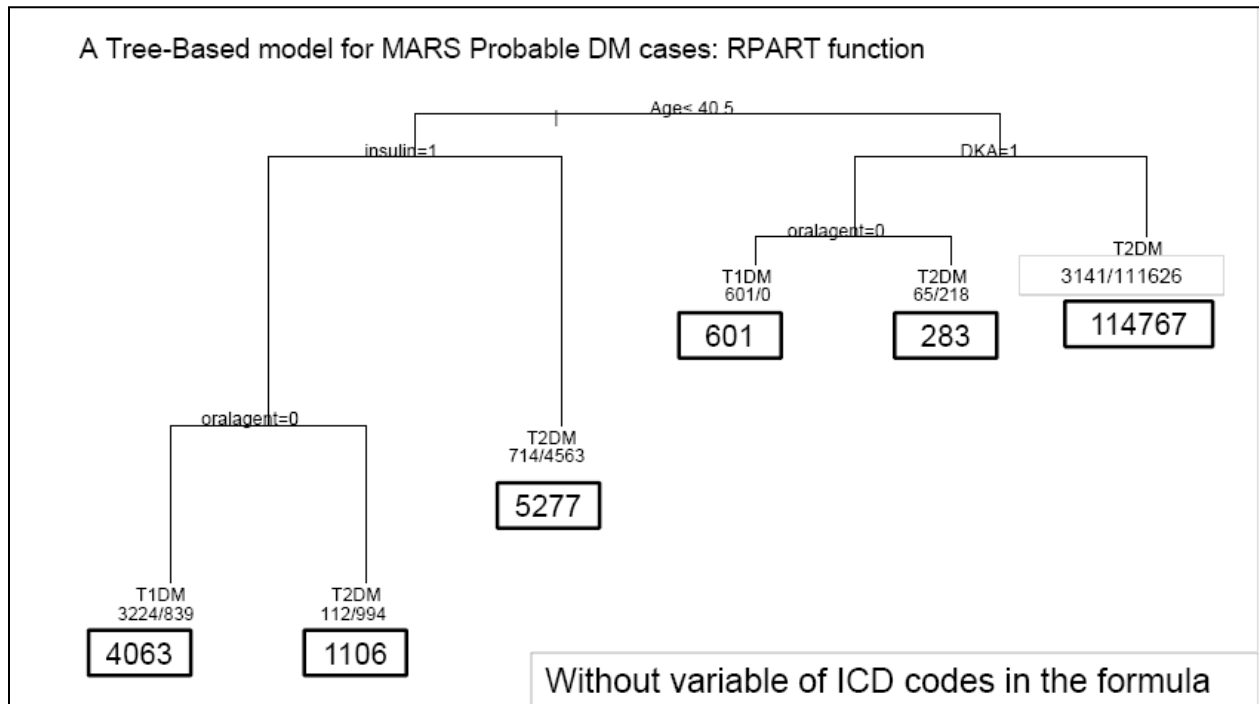 A Tree-Based model for MARS Probable DM cases: RPART function
Age< 40.5
insulin=1
DKA=1
oralagent=0
T1DM
601/0
601
T2DM
65/218
283
T2DM
3141/111626
114767
oralagent=0
T2DM
714/4563
5277
T1DM
3224/839
4063
T2DM
112/994
1106
Without variable of ICD codes in the formula